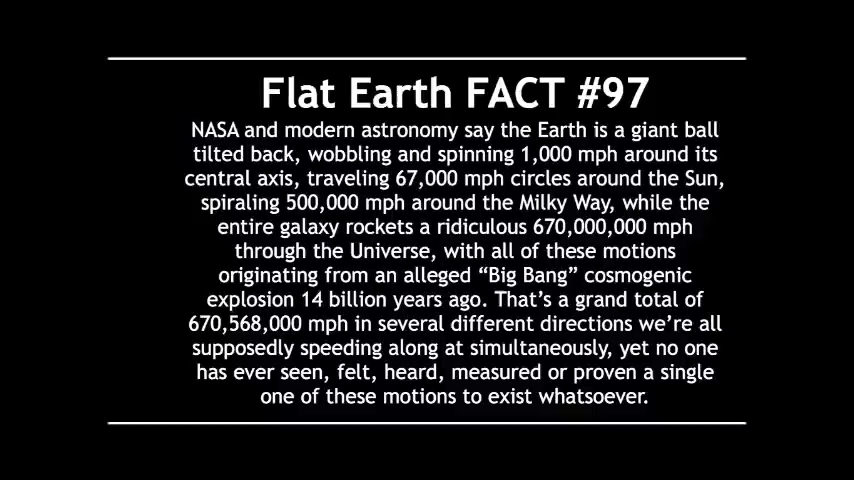 Flat Earth FACT #97
NASA and modern astronomy say the Earth is a giant ball
tilted back, wobbling and spinning 1,000 mph around its
central axis, traveling 67,000 mph circles around the Sun,
spiraling 500,000 mph around the Milky Way, while the
entire galaxy rockets a ridiculous 670,000,000 mph
through the Universe, with all of these motions
originating from an alleged “Big Bang” cosmogenic
explosion 14 billion years ago. That’s a grand total of
670,568,000 mph in several different directions we’re all
supposedly speeding along at simultaneously, yet no one
has ever seen, felt, heard, measured or proven a single
one of these motions to exist whatsoever.